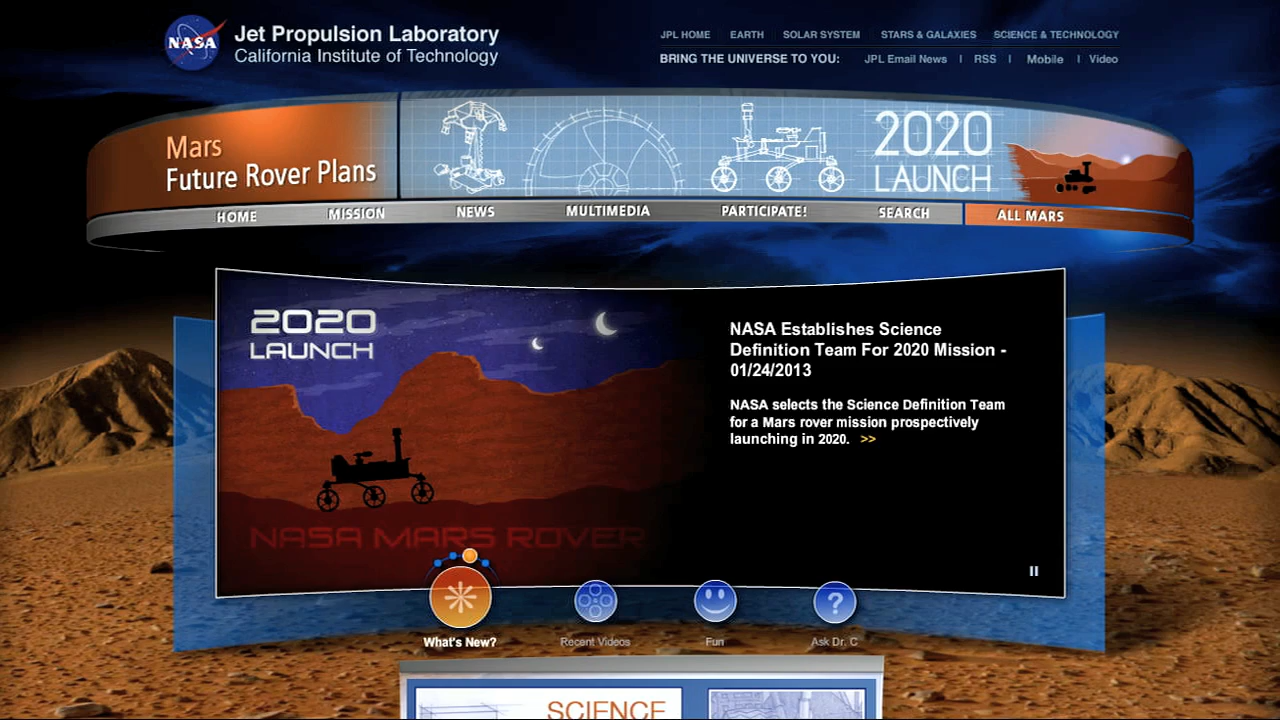 NASA
Jet Propulsion Laboratory
California Institute of Technology
JPL HOME EARTH SOLAR SYSTEM STARS & GALAXIES SCIENCE & TECHNOLOGY
BRING THE UNIVERSE TO YOU: JPL Email News | RSS | Mobile | Video
Mars
Future Rover Plans
2020
LAUNCH
HOME MISSION NEWS MULTIMEDIA PARTICIPATE! SEARCH ALL MARS
2020
LAUNCH
NASA Establishes Science
Definition Team For 2020 Mission -
01/24/2013
NASA selects the Science Definition Team
for a Mars rover mission prospectively
launching in 2020. >>
NASA MARS ROVER
?
What's New? Recent Videos Fun Ask Dr. C
SCIENCE